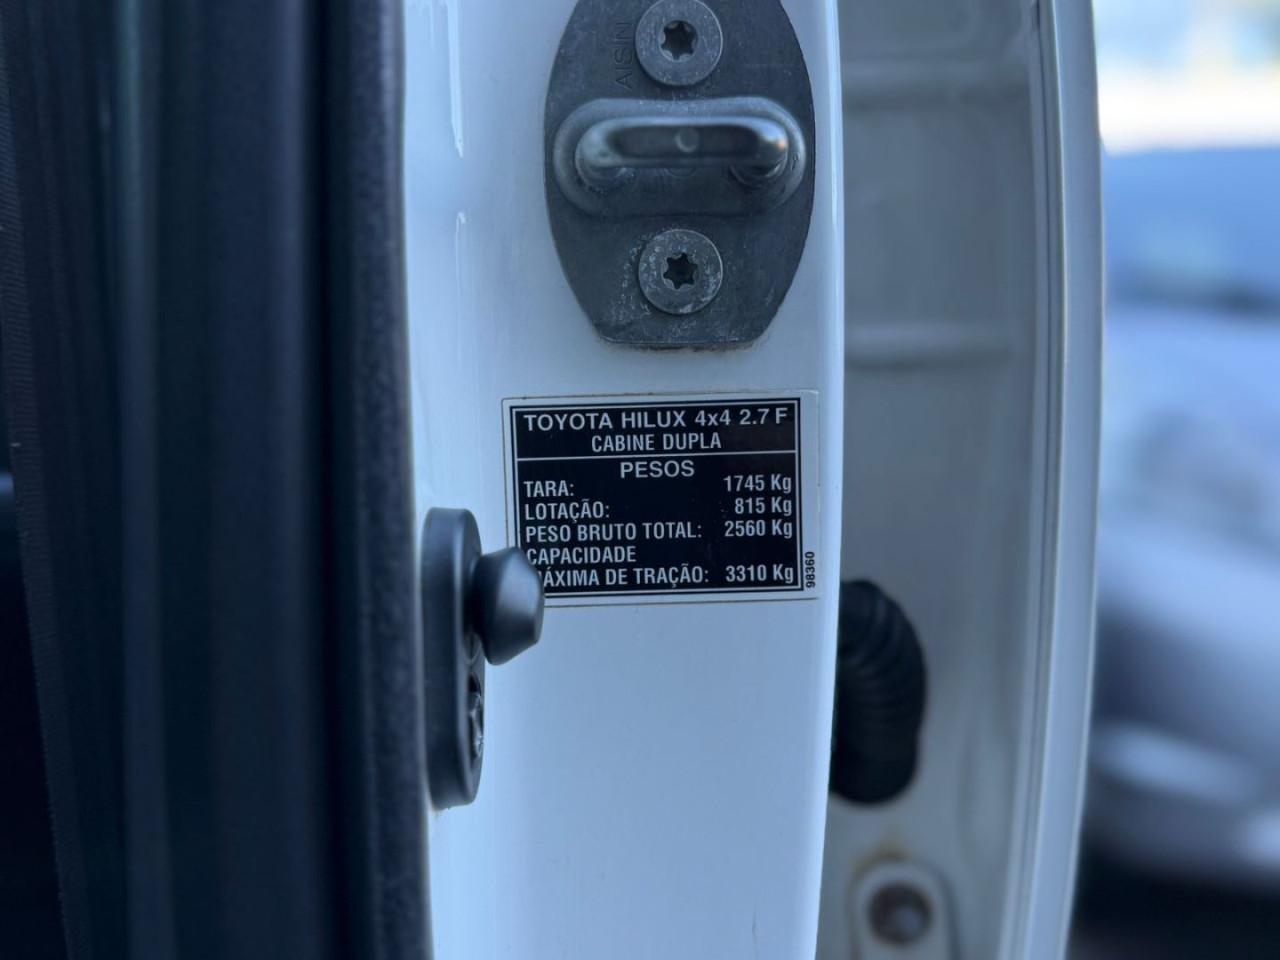 AISIN
TOYOTA HILUX 4x4 2.7 F
CABINE DUPLA
PESOS
TARA: 1745 Kg
LOTAÇÃO: 815 Kg
PESO BRUTO TOTAL: 2560 Kg
CAPACIDADE
MÁXIMA DE TRAÇÃO: 3310 Kg
98360